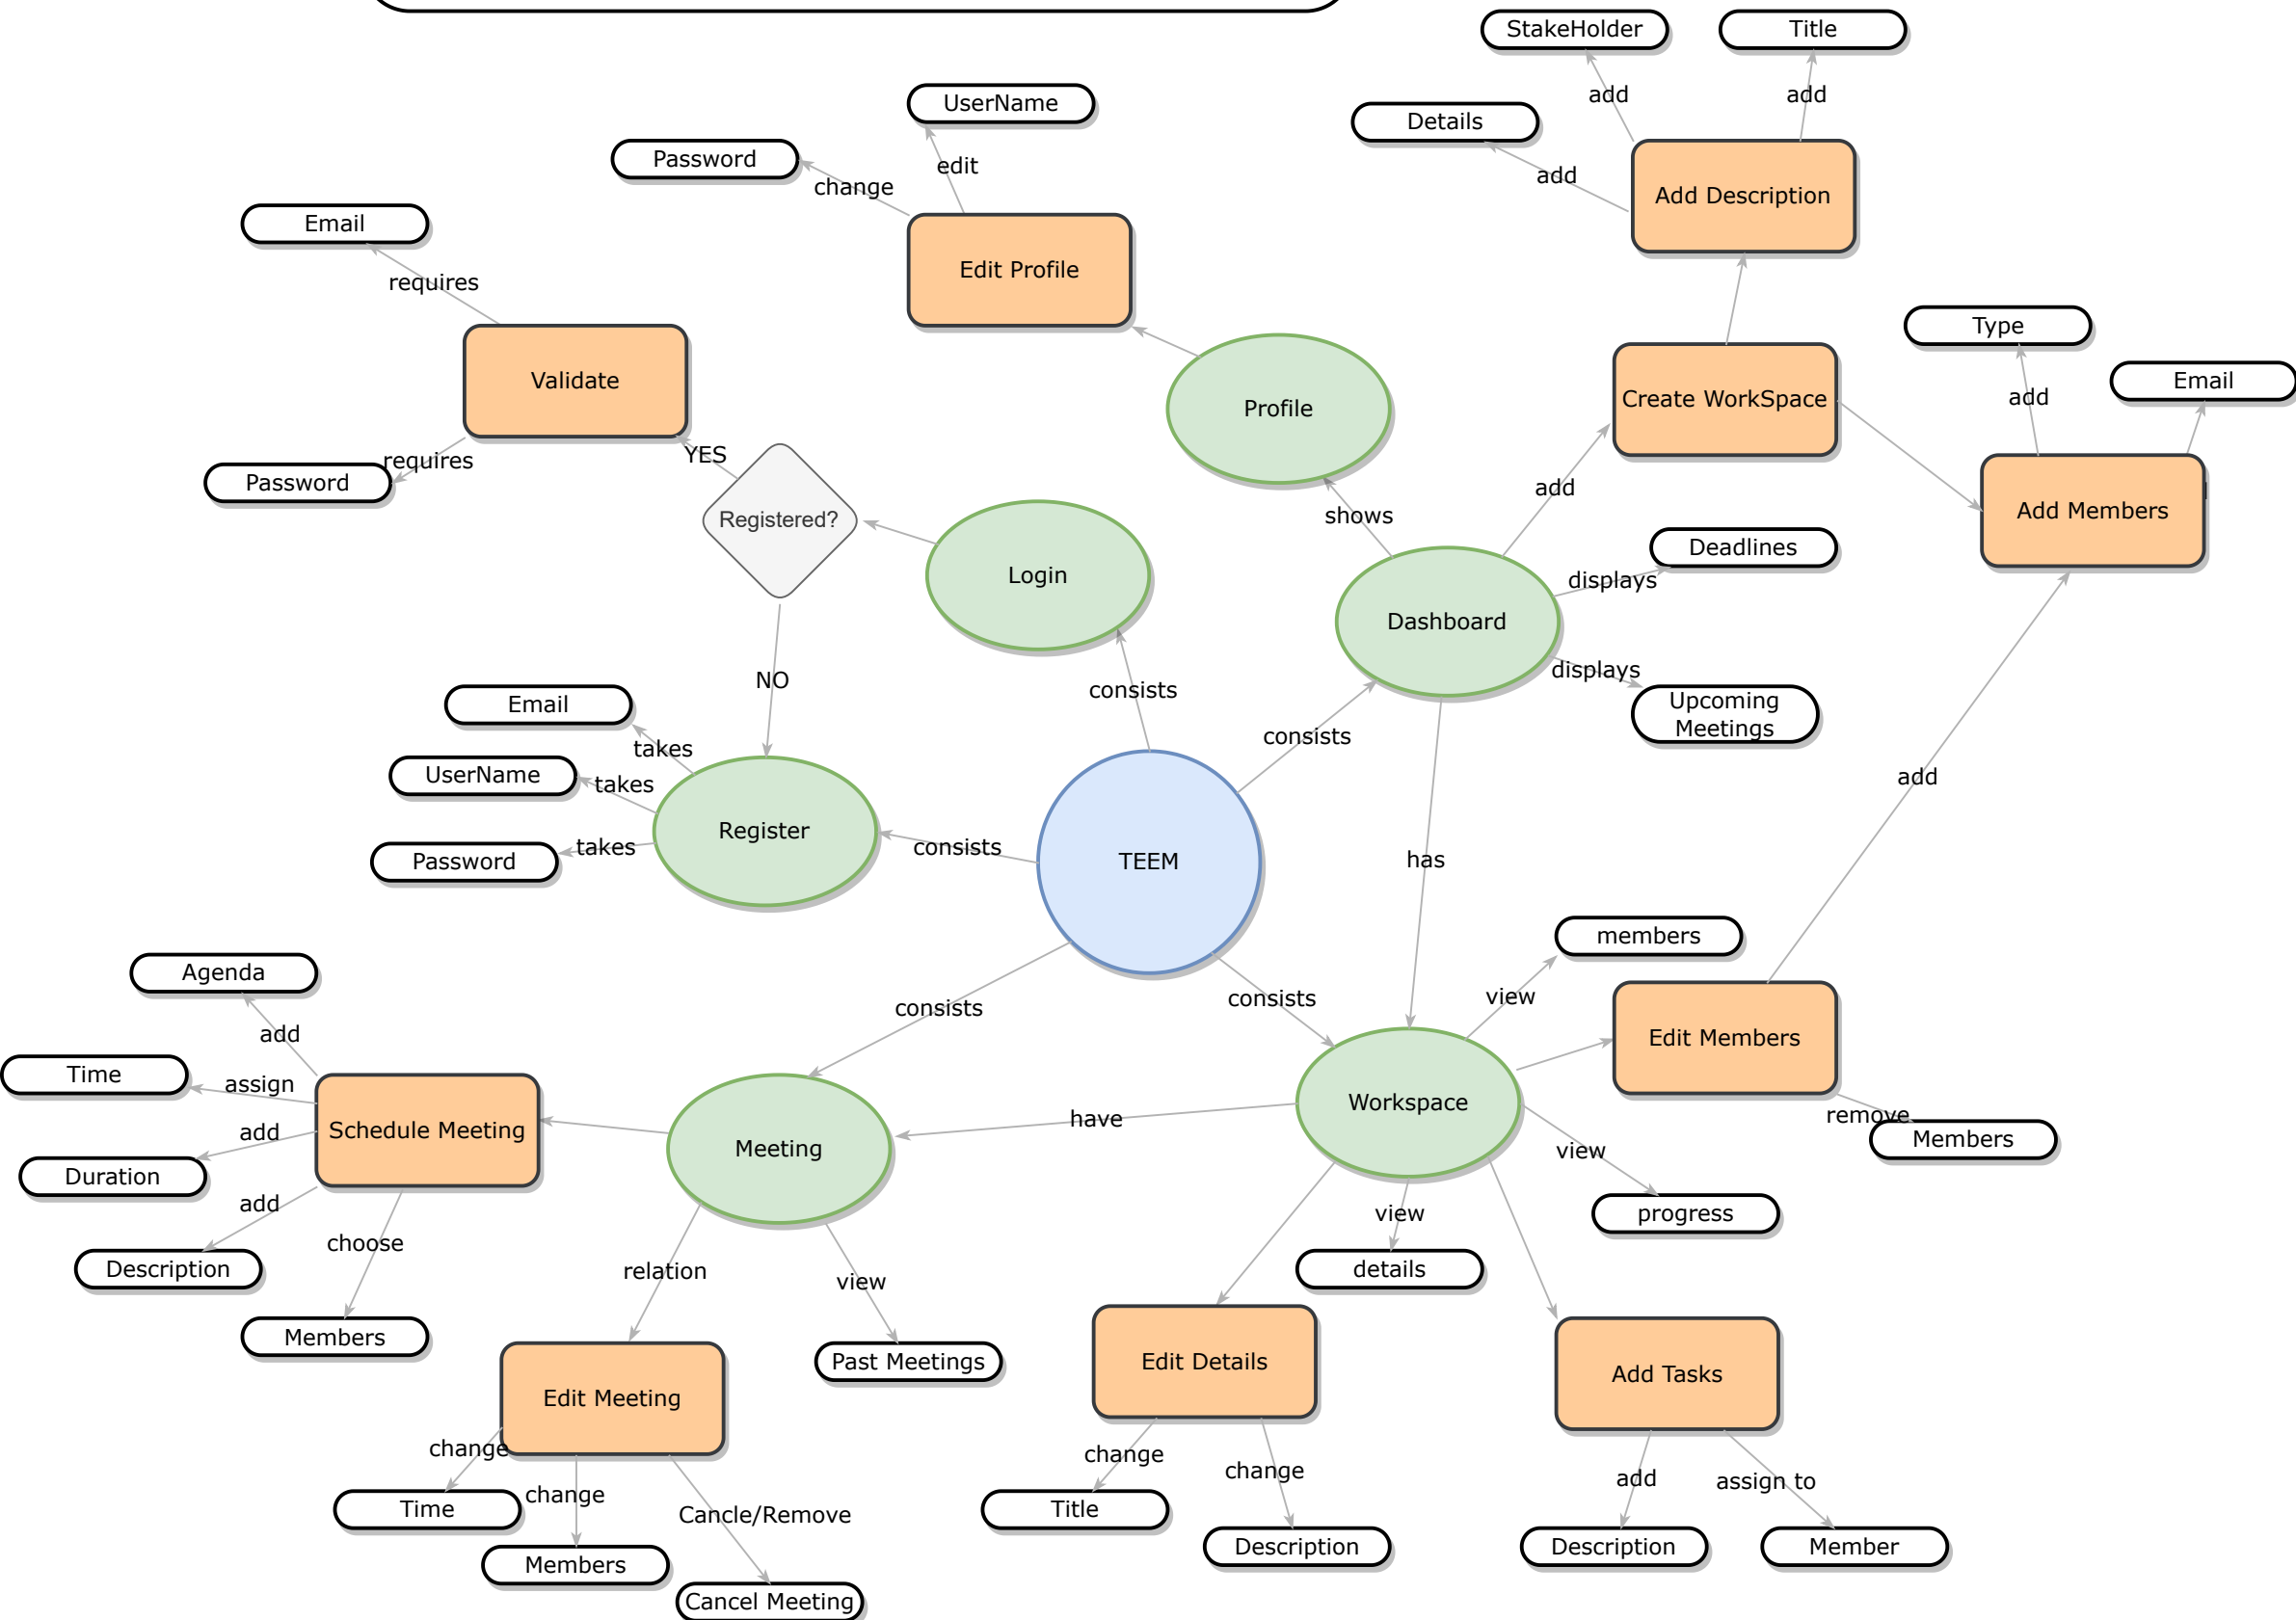 StakeHolder
Title
add
add
UserName
Details
Password
edit
change
add
Add Description
Email
requires
Edit Profile
Type
Validate
Profile
Create WorkSpace
add
Email
YES
requires
Password
add
Registered?
shows
Add Members
Login
Deadlines
displays
Dashboard
displays
NO
consists
Email
Upcoming
Meetings
takes
consists
UserName
takes
add
Register
Password
takes
consists
TEEM
has
members
Agenda
view
consists
consists
add
Edit Members
Time
assign
Workspace
remove
Members
have
add
Schedule Meeting
Meeting
view
Duration
add
view
progress
choose
Description
relation
view
details
Members
Past Meetings
Edit Details
Add Tasks
Edit Meeting
change
change
change
add
assign to
Time
change
Cancle/Remove
Title
Description
Description
Member
Members
Cancel Meeting